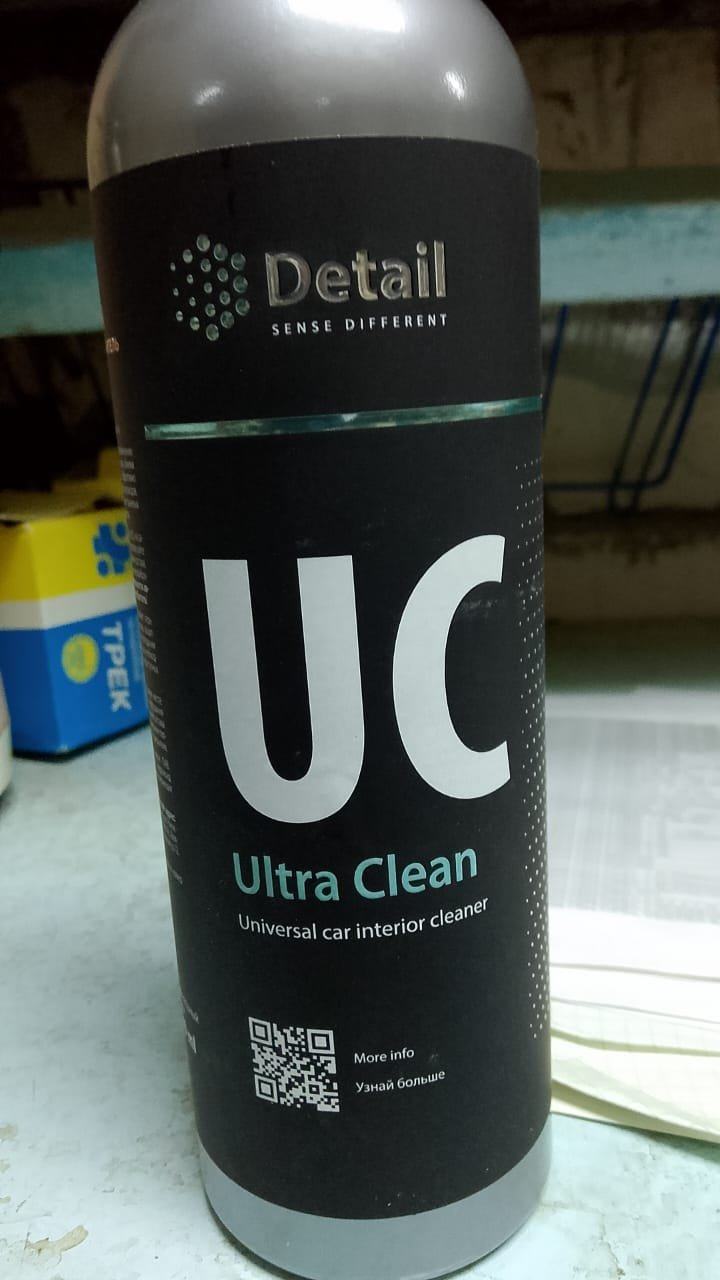 Detail
SENSE DIFFERENT
UC
Ultra Clean
Universal car interior cleaner
More info
Узнай больше
ТРЕК